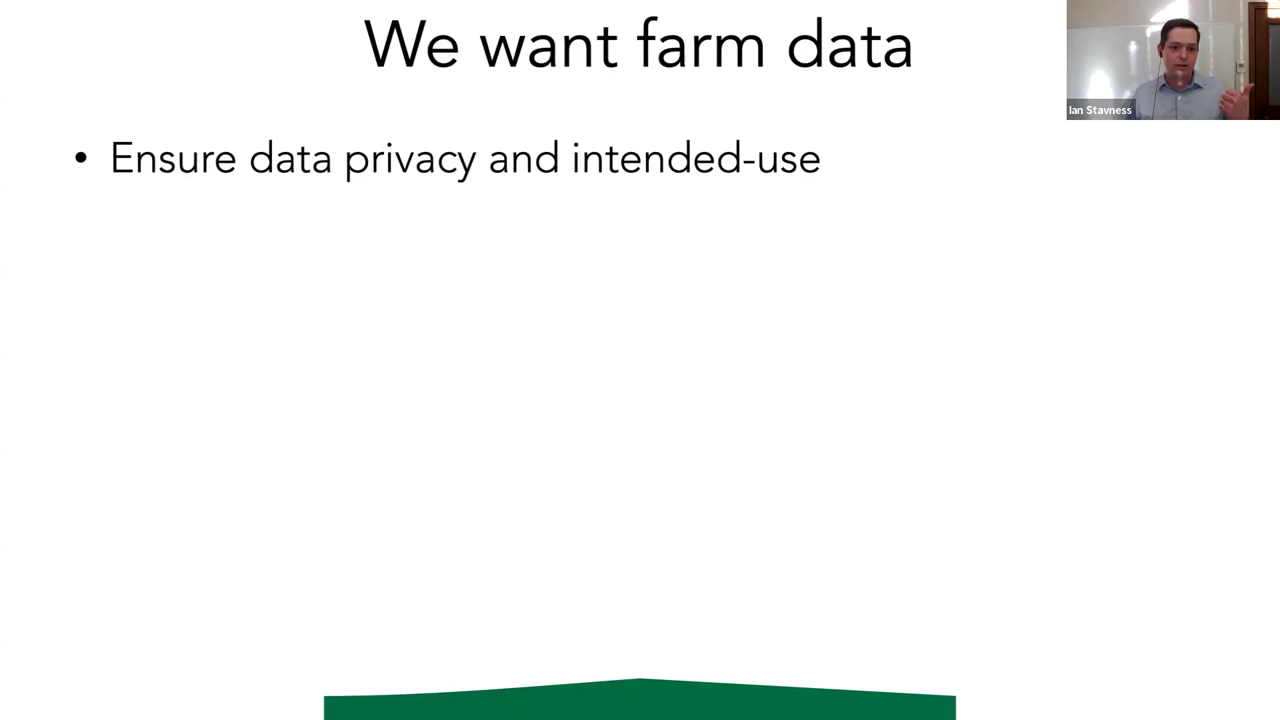 We want farm data
Ian Stavness
• Ensure data privacy and intended-use